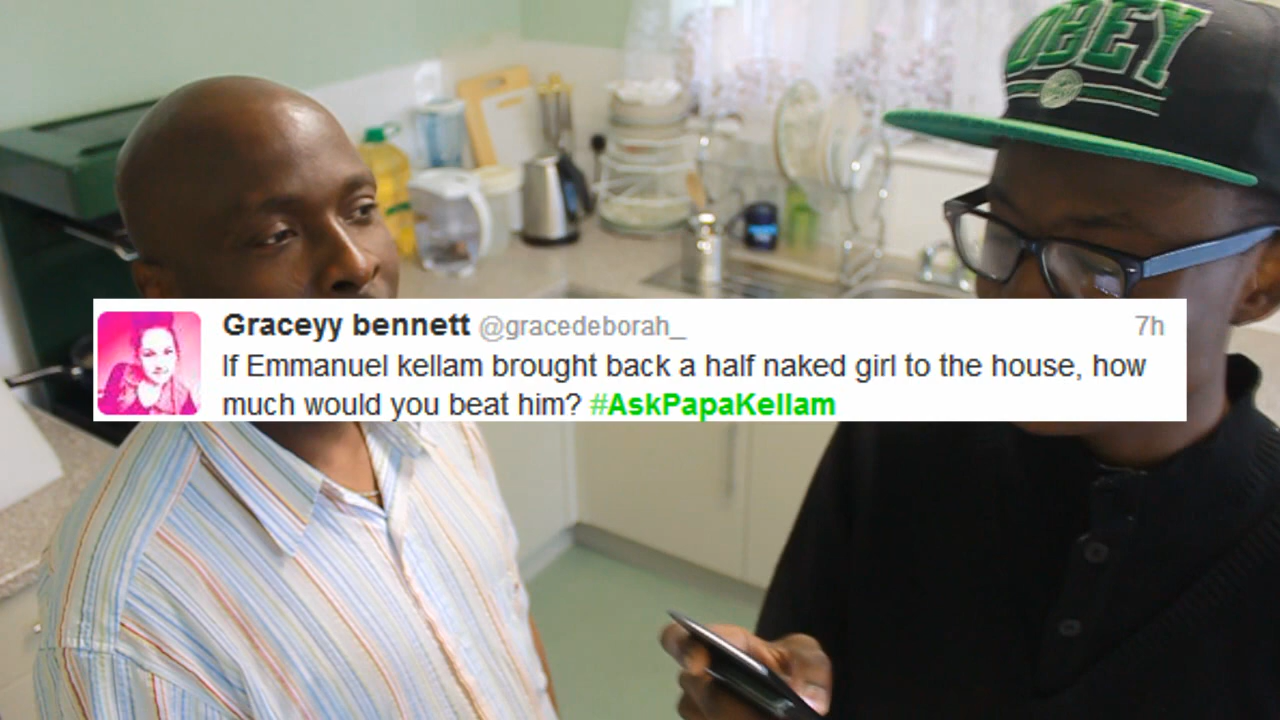 OBEY
Graceyy bennett @gracedeborah_ 7h
If Emmanuel kellam brought back a half naked girl to the house, how
much would you beat him? #AskPapaKellam